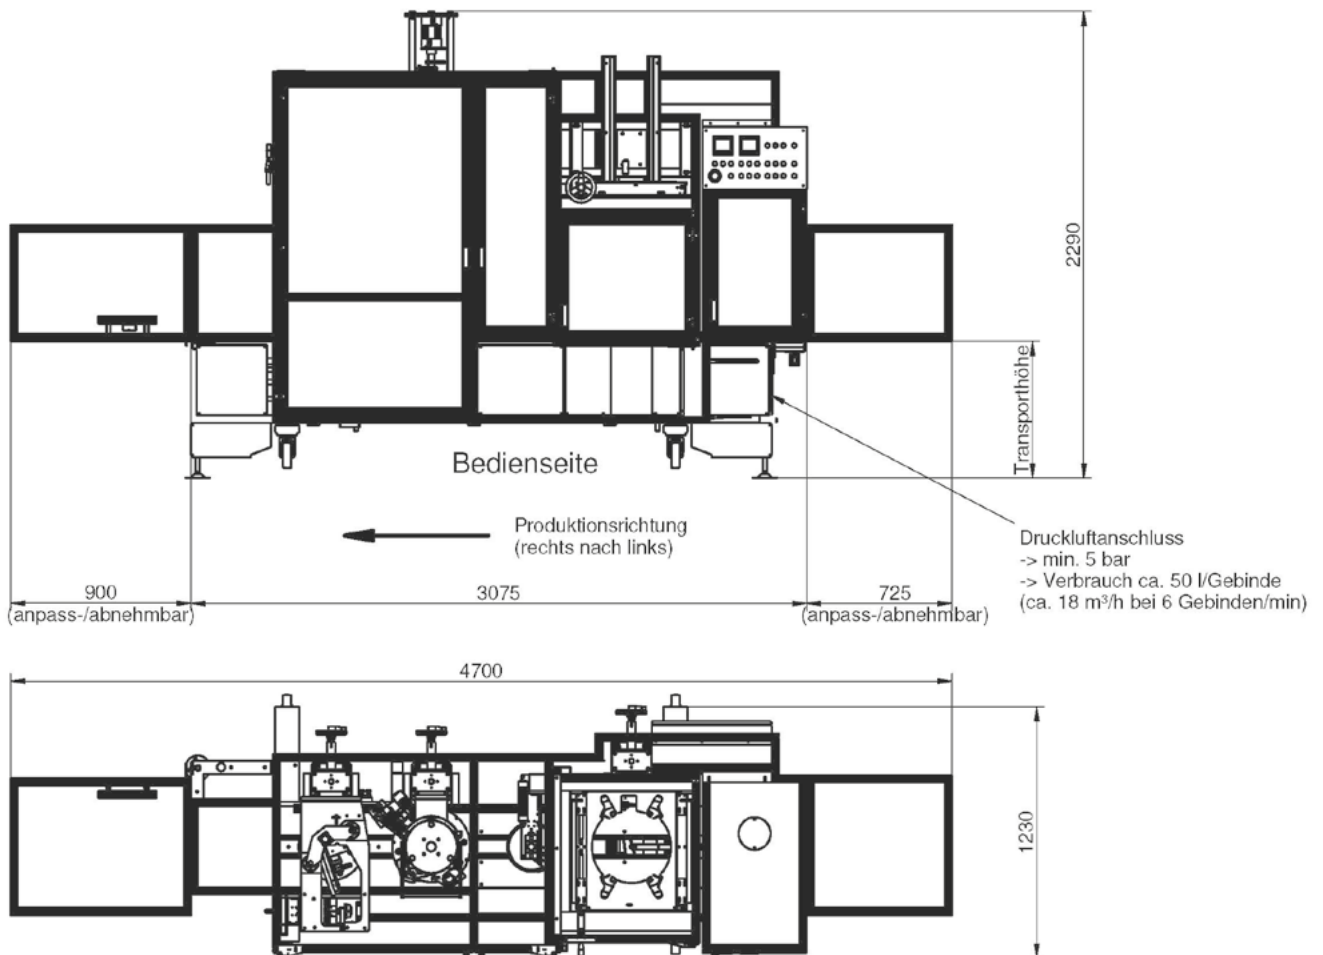 2290
Transporthöhe
Bedienseite
Produktionsrichtung
(rechts nach links)
Druckluftanschluss
-> min. 5 bar
-> Verbrauch ca. 50 l/Gebinde
(ca. 18 m³/h bei 6 Gebinden/min)
900
(anpass-/abnehmbar)
3075
725
(anpass-/abnehmbar)
4700
1230